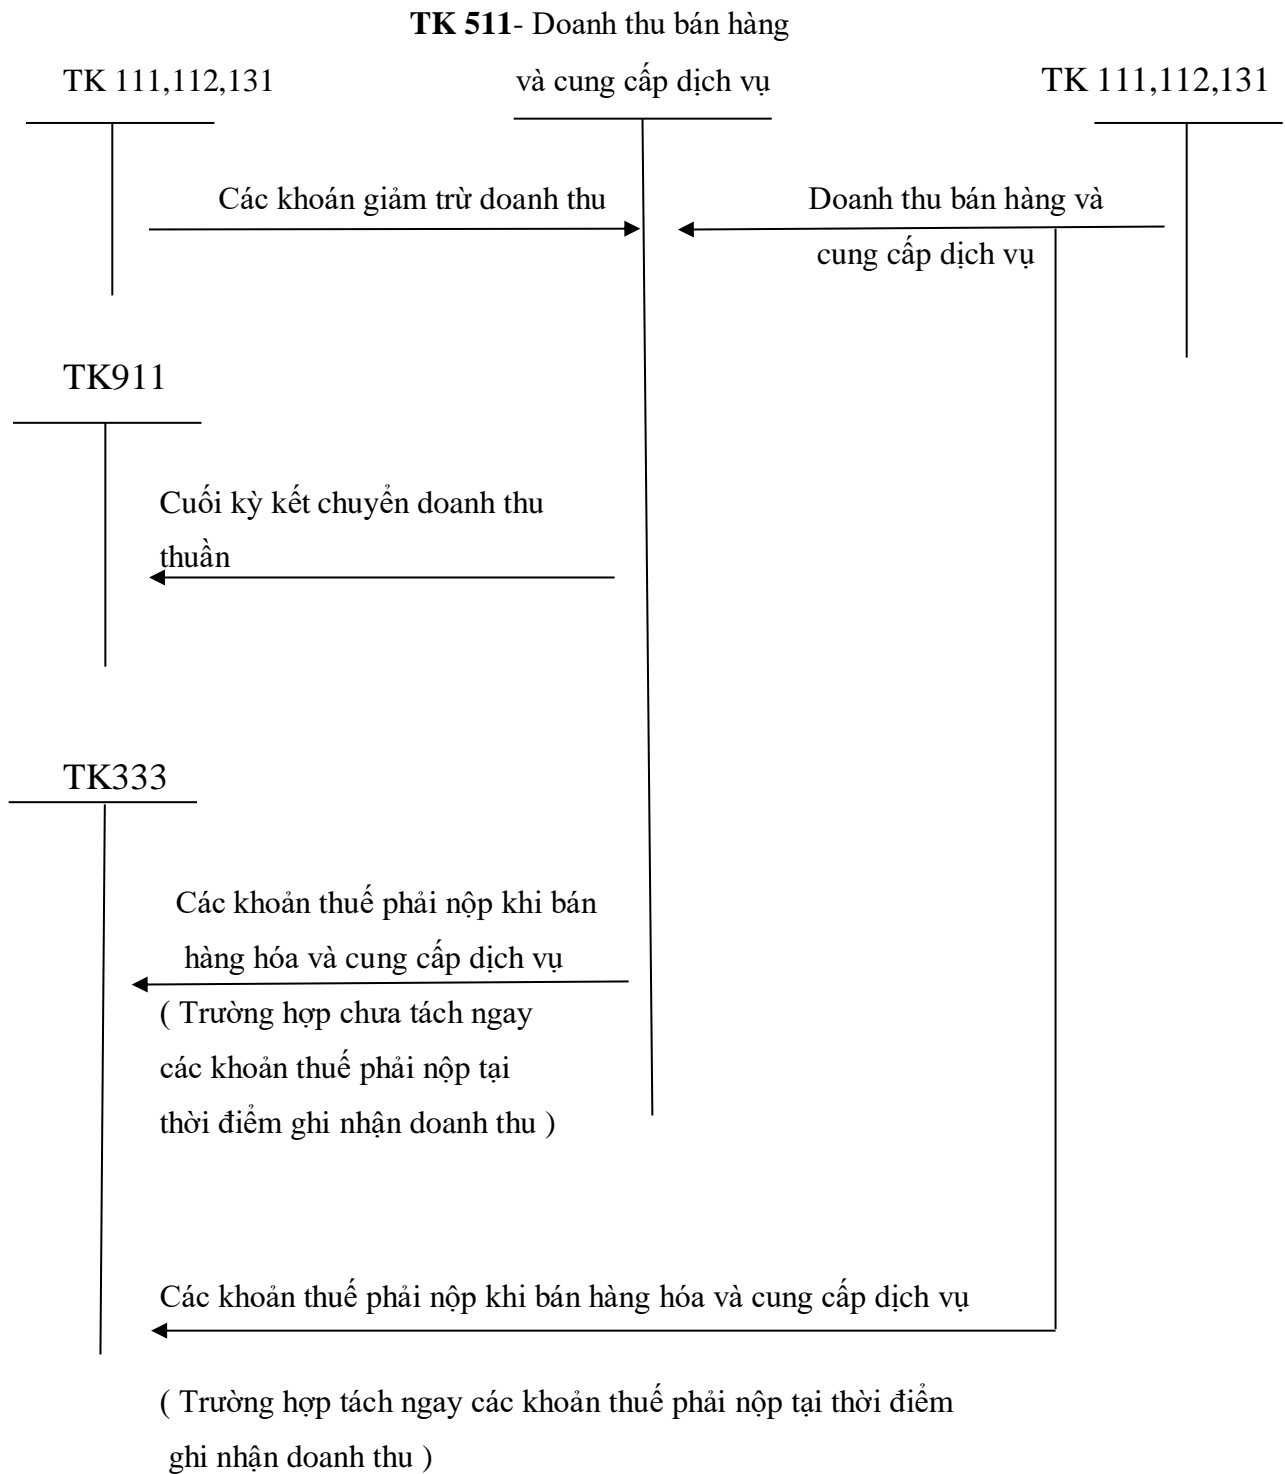 TK 511- Doanh thu bán hàng
TK 111,112,131
và cung cấp dịch vụ
TK 111,112,131
Các khoán giảm trừ doanh thu
Doanh thu bán hàng và
cung cấp dịch vụ
TK911
Cuối kỳ kết chuyển doanh thu
thuần
TK333
Các khoản thuế phải nộp khi bán
hàng hóa và cung cấp dịch vụ
( Trường hợp chưa tách ngay
các khoản thuế phải nộp tại
thời điểm ghi nhận doanh thu )
Các khoản thuế phải nộp khi bán hàng hóa và cung cấp dịch vụ
( Trường hợp tách ngay các khoản thuế phải nộp tại thời điểm
ghi nhận doanh thu )